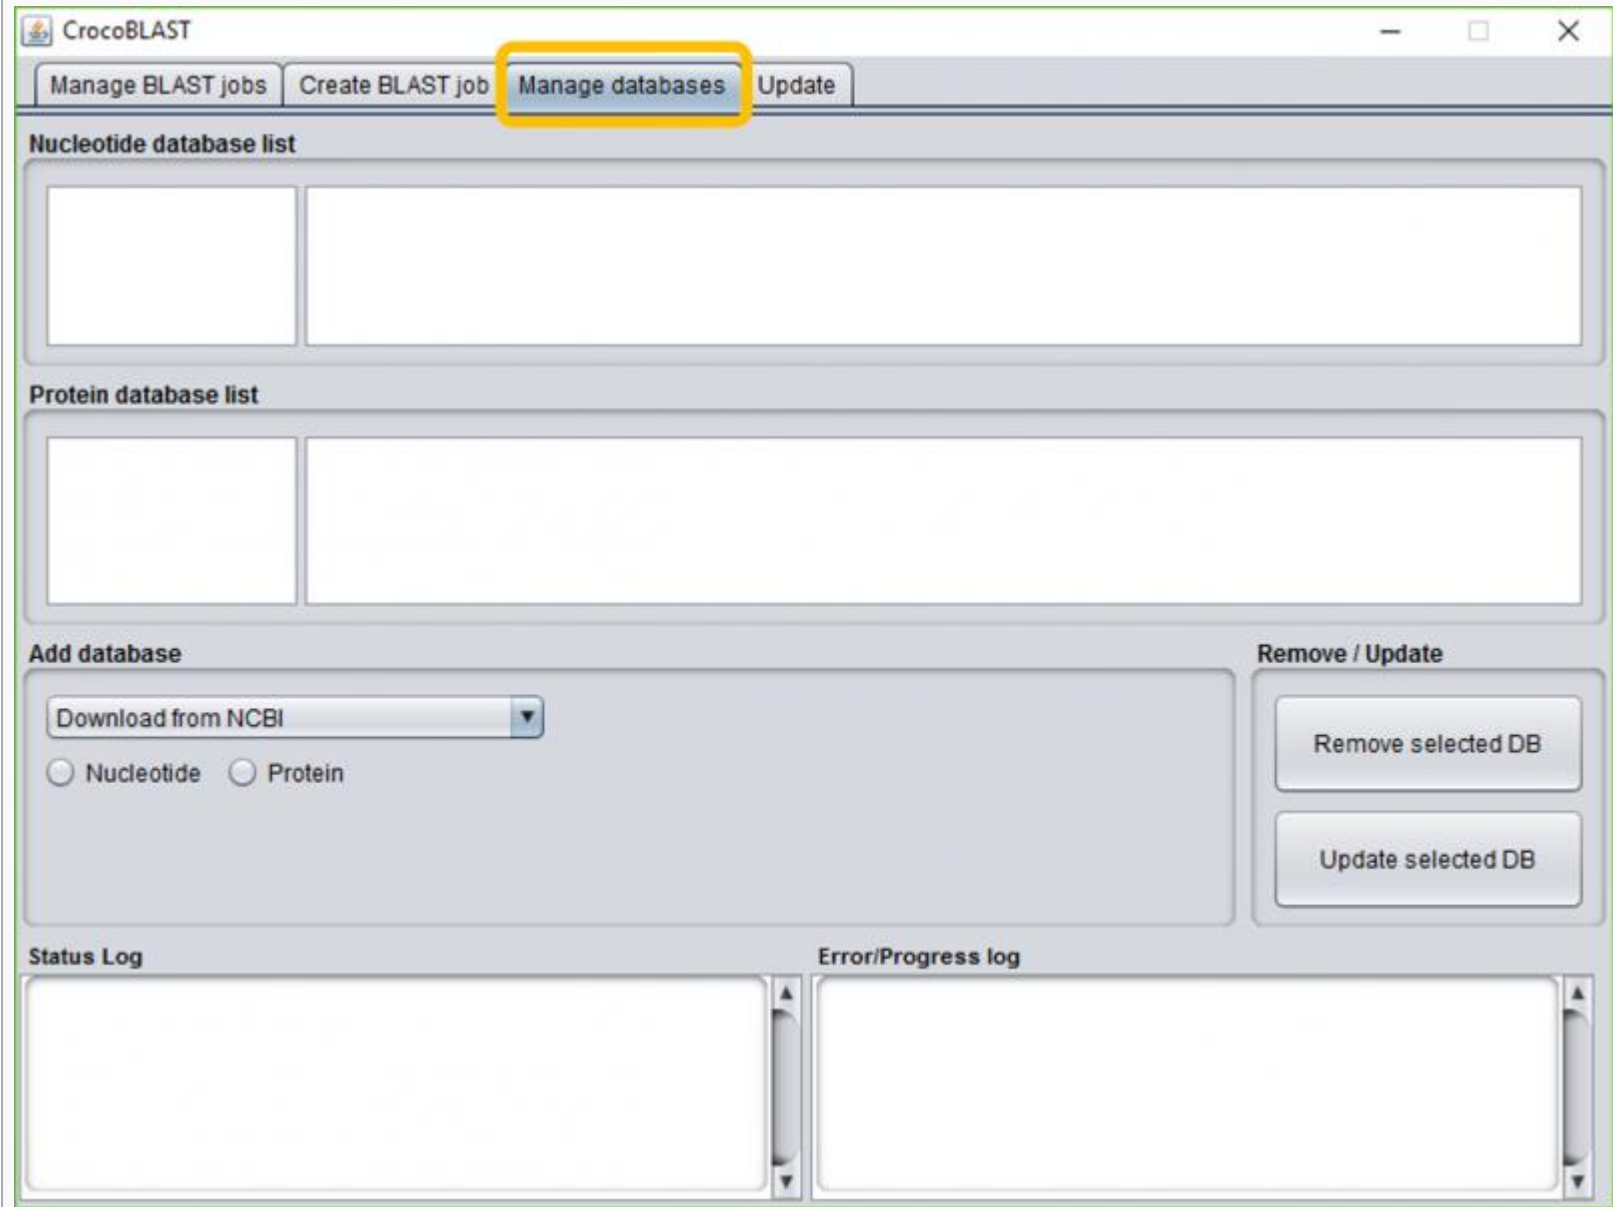 CrocoBLAST
Manage BLAST jobs Create BLAST job Manage databases Update
Nucleotide database list
Protein database list
Add database
Remove / Update
Download from NCBI
Nucleotide Protein
Remove selected DB
Update selected DB
Status Log
Error/Progress log